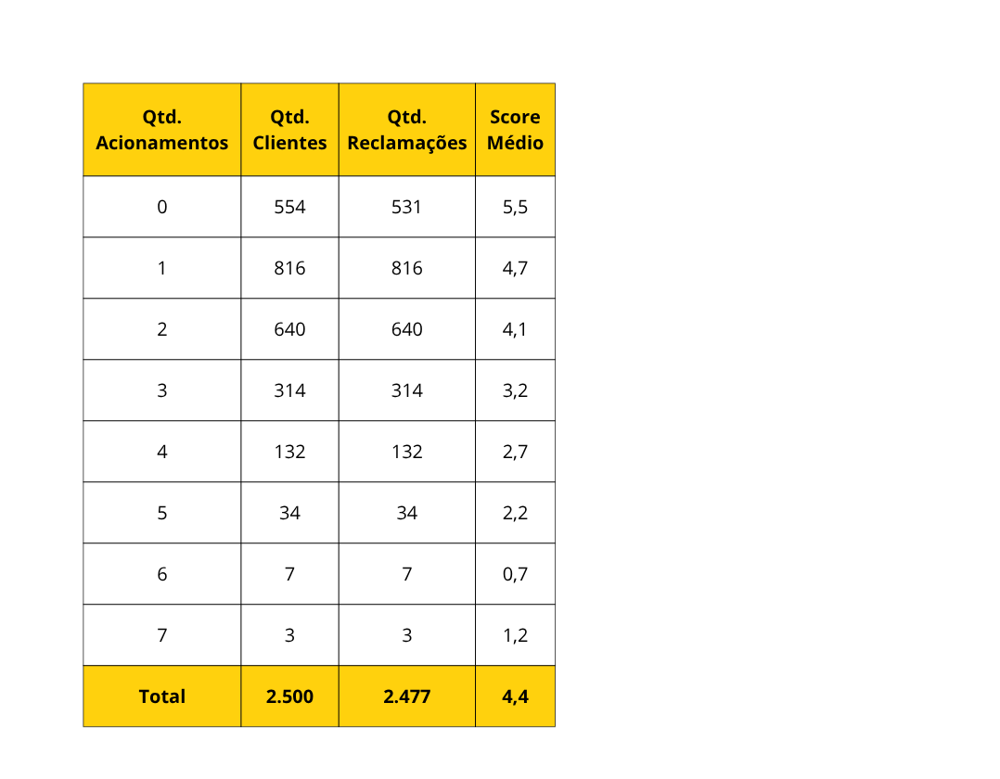 Qtd. Acionamentos Qtd. Clientes Qtd. Reclamações Score Médio
0 554 531 5,5
1 816 816 4,7
2 640 640 4,1
3 314 314 3,2
4 132 132 2,7
5 34 34 2,2
6 7 7 0,7
7 3 3 1,2
Total 2.500 2.477 4,4